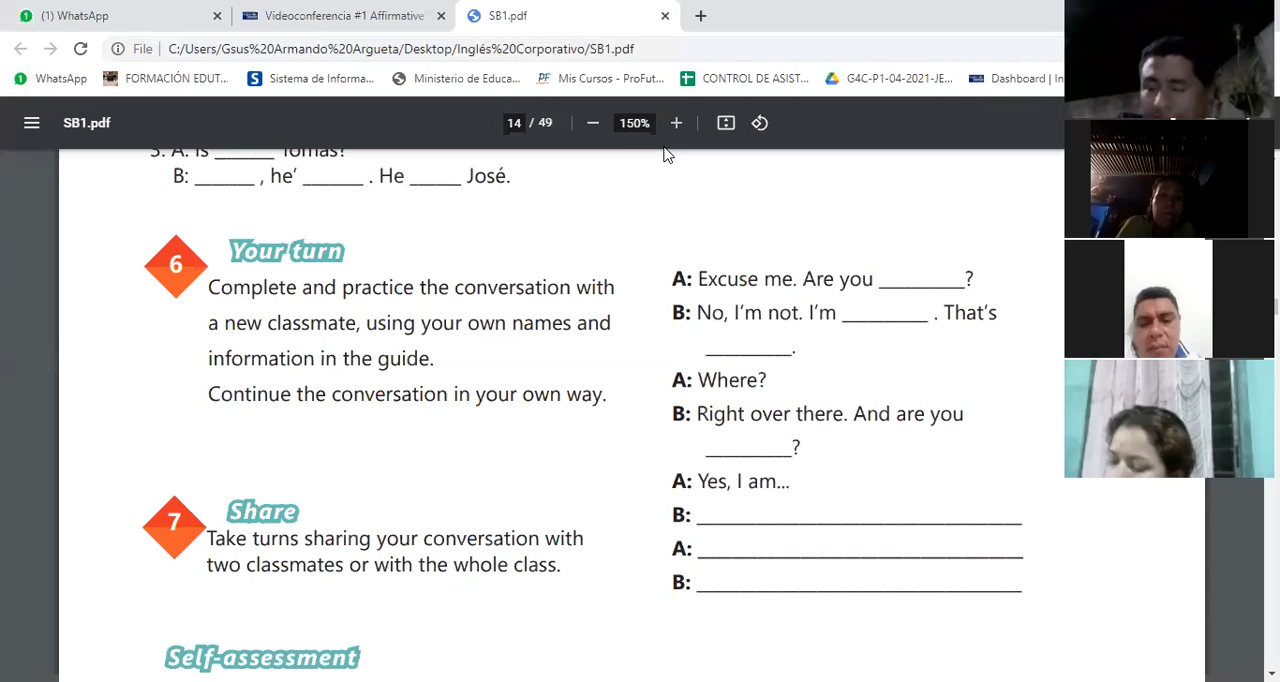 (1) WhatsApp
Videoconferencia #1 Affirmative
SB1.pdf
File
C:/Users/Gsus%20Armando%20Argueta/Desktop/Inglés%20Corporativo/SB1.pdf
WhatsApp
FORMACIÓN EDUT...
Sistema de Informa...
Ministerio de Educa...
Mis Cursos - ProFut...
CONTROL DE ASIST...
G4C-P1-04-2021-JE...
Dashboard | In
SB1.pdf
14 / 49
150%
A: Is _______ Tomás?
B: _______ , he' _______ . He ______ José.
6
Your turn
Complete and practice the conversation with
a new classmate, using your own names and
information in the guide.
Continue the conversation in your own way.
A: Excuse me. Are you __________?
B: No, I'm not. I'm __________ . That's
__________.
A: Where?
B: Right over there. And are you
__________?
A: Yes, I am...
B: ______________________________________
A: ______________________________________
B: ______________________________________
7
Share
Take turns sharing your conversation with
two classmates or with the whole class.
Self-assessment